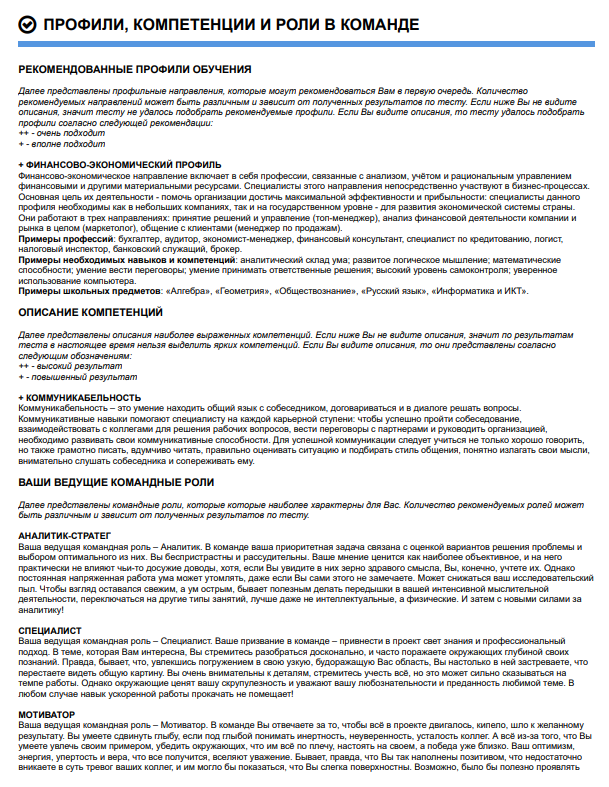 ПРОФИЛИ, КОМПЕТЕНЦИИ И РОЛИ В КОМАНДЕ
РЕКОМЕНДОВАННЫЕ ПРОФИЛИ ОБУЧЕНИЯ
Далее представлены профильные направления, которые могут рекомендоваться Вам в первую очередь. Количество
рекомендуемых направлений может быть различным и зависит от полученных результатов по тесту. Если ниже Вы не видите
описания, значит тесту не удалось подобрать рекомендуемые профили. Если Вы видите описания, то тесту удалось подобрать
профили согласно следующей рекомендации:
++ - очень подходит
+ - вполне подходит
+ ФИНАНСОВО-ЭКОНОМИЧЕСКИЙ ПРОФИЛЬ
Финансово-экономическое направление включает в себя профессии, связанные с анализом, учётом и рациональным управлением
финансовыми и другими материальными ресурсами. Специалисты этого направления непосредственно участвуют в бизнес-процессах.
Основная цель их деятельности - помочь организации достичь максимальной эффективности и прибыльности: специалисты данного
профиля необходимы как в небольших компаниях, так и на государственном уровне - для развития экономической системы страны.
Они работают в трех направлениях: принятие решений и управление (топ-менеджер), анализ финансовой деятельности компании и
рынка в целом (маркетолог), общение с клиентами (менеджер по продажам).
Примеры профессий: бухгалтер, аудитор, экономист-менеджер, финансовый консультант, специалист по кредитованию, логист,
налоговый инспектор, банковский служащий, брокер.
Примеры необходимых навыков и компетенций: аналитический склад ума; развитое логическое мышление; математические
способности; умение вести переговоры; умение принимать ответственные решения; высокий уровень самоконтроля; уверенное
использование компьютера.
Примеры школьных предметов: «Алгебра», «Геометрия», «Обществознание», «Русский язык», «Информатика и ИКТ».
ОПИСАНИЕ КОМПЕТЕНЦИЙ
Далее представлены описания наиболее выраженных компетенций. Если ниже Вы не видите описания, значит по результатам
теста в настоящее время нельзя выделить ярких компетенций. Если Вы видите описания, то они представлены согласно
следующим обозначениям:
++ - высокий результат
+ - повышенный результат
+ КОММУНИКАБЕЛЬНОСТЬ
Коммуникабельность – это умение находить общий язык с собеседником, договариваться и в диалоге решать вопросы.
Коммуникативные навыки помогают специалисту на каждой карьерной ступени: чтобы успешно пройти собеседование,
взаимодействовать с коллегами для решения рабочих вопросов, вести переговоры с партнерами и руководить организацией,
необходимо развивать свои коммуникативные способности. Для успешной коммуникации следует учиться не только хорошо говорить,
но также грамотно писать, вдумчиво читать, правильно оценивать ситуацию и подбирать стиль общения, понятно излагать свои мысли,
внимательно слушать собеседника и сопереживать ему.
ВАШИ ВЕДУЩИЕ КОМАНДНЫЕ РОЛИ
Далее представлены командные роли, которые которые наиболее характерны для Вас. Количество рекомендуемых ролей может
быть различным и зависит от полученных результатов по тесту.
АНАЛИТИК-СТРАТЕГ
Ваша ведущая командная роль – Аналитик. В команде ваша приоритетная задача связана с оценкой вариантов решения проблемы и
выбором оптимального из них. Вы беспристрастны и рассудительны. Ваше мнение ценится как наиболее объективное, и на него
практически не влияют чьи-то досужие доводы, хотя, если Вы увидите в них зерно здравого смысла, Вы, конечно, учтете их. Однако
постоянная напряженная работа ума может утомлять, даже если Вы сами этого не замечаете. Может снижаться ваш исследовательский
пыл. Чтобы взгляд оставался свежим, а ум острым, бывает полезным делать передышки в вашей интенсивной мыслительной
деятельности, переключаться на другие типы занятий, лучше даже не интеллектуальные, а физические. И затем с новыми силами за
аналитику!
СПЕЦИАЛИСТ
Ваша ведущая командная роль – Специалист. Ваше призвание в команде – привнести в проект свет знания и профессиональный
подход. В теме, которая Вам интересна, Вы стремитесь разобраться досконально, и часто поражаете окружающих глубиной своих
познаний. Правда, бывает, что, увлекшись погружением в свою узкую, будоражащую Вас область, Вы настолько в ней застреваете, что
перестаете видеть общую картину. Вы очень внимательны к деталям, стремитесь учесть всё, но это может сильно сказываться на
темпе работы. Однако окружающие ценят вашу скрупулезность и уважают вашу любознательность и преданность любимой теме. В
любом случае навык ускоренной работы прокачать не помещает!
МОТИВАТОР
Ваша ведущая командная роль – Мотиватор. В команде Вы отвечаете за то, чтобы всё в проекте двигалось, кипело, шло к желанному
результату. Вы умеете сдвинуть глыбу, если под глыбой понимать инертность, неуверенность, усталость коллег. А всё из-за того, что Вы
умеете увлечь своим примером, убедить окружающих, что им всё по плечу, настоять на своем, а победа уже близко. Ваш оптимизм,
энергия, упертость и вера, что все получится, вселяют уважение. Бывает, правда, что Вы так наполнены позитивом, что недостаточно
вникаете в суть тревог ваших коллег, и им могло бы показаться, что Вы слегка поверхностны. Возможно, было бы полезно проявлять